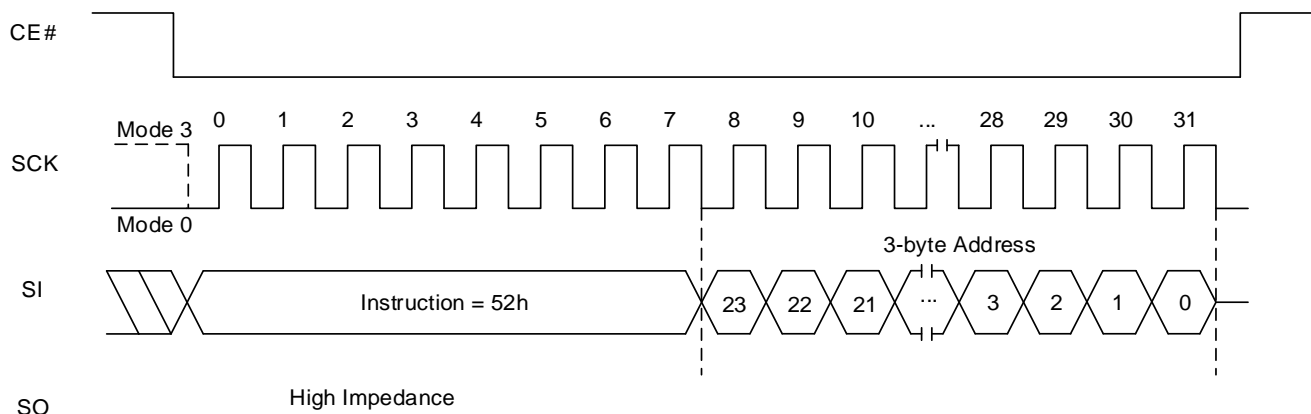 CE#
0 1 2 3 4 5 6 7 8 9 10 ... 28 29 30 31
Mode 3
SCK
Mode 0
3-byte Address
SI
Instruction = 52h 23 22 21 ... 3 2 1 0
High Impedance
SO